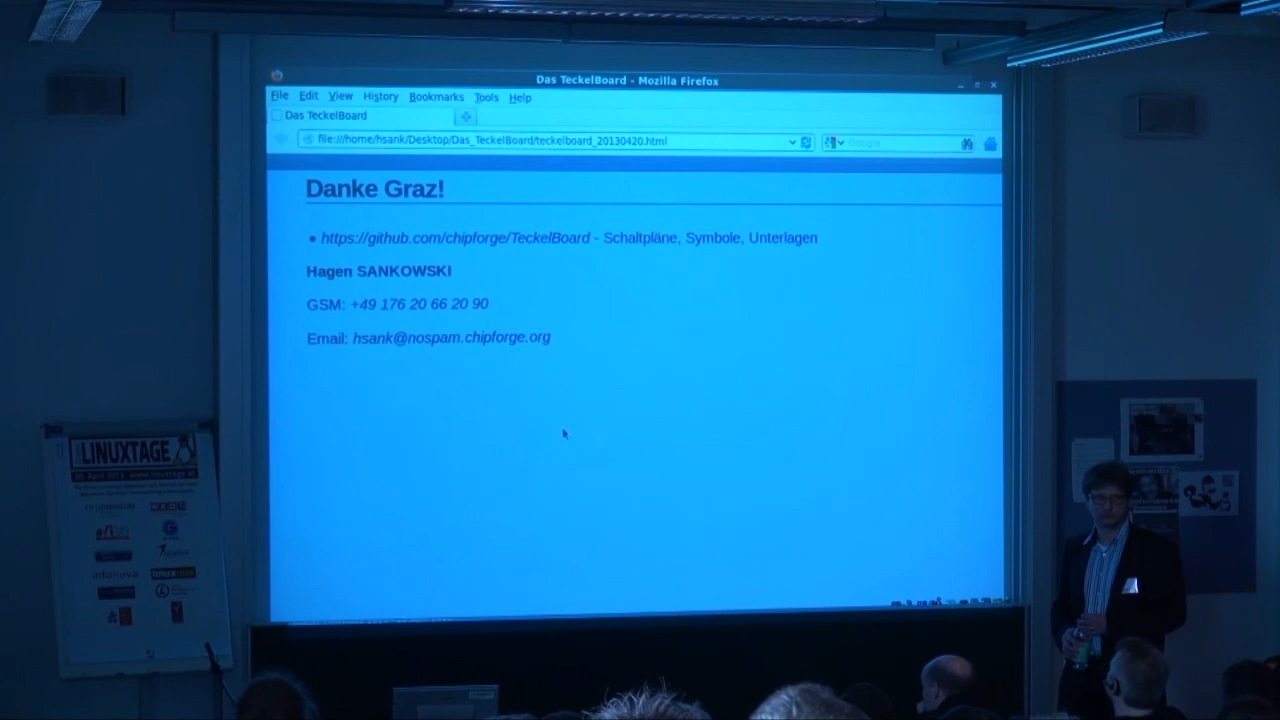 Das TeckelBoard - Mozilla Firefox
File Edit View History Bookmarks Tools Help
Das TeckelBoard
file:///home/hsank/Desktop/Das_TeckelBoard/teckelboard_20130420.html
Google
Danke Graz!
• https://github.com/chipforge/TeckelBoard - Schaltpläne, Symbole, Unterlagen
Hagen SANKOWSKI
GSM: +49 176 20 66 20 90
Email: hsank@nospam.chipforge.org
LINUXTAGE
infonova